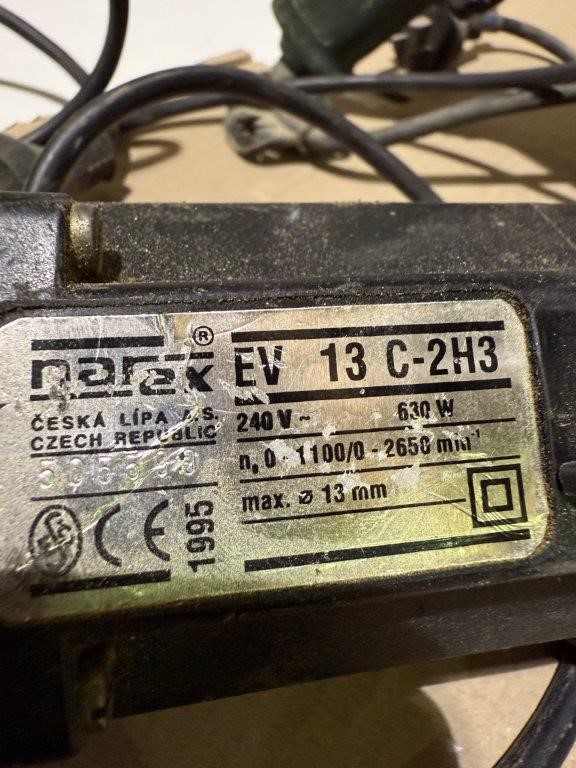 narex®
EV 13 C-2H3
ČESKÁ LÍPA A.S.
CZECH REPUBLIC
240 V ~ 630 W
n₀ 0 - 1100/0 - 2650 min⁻¹
max. ⌀ 13 mm
CE
1995